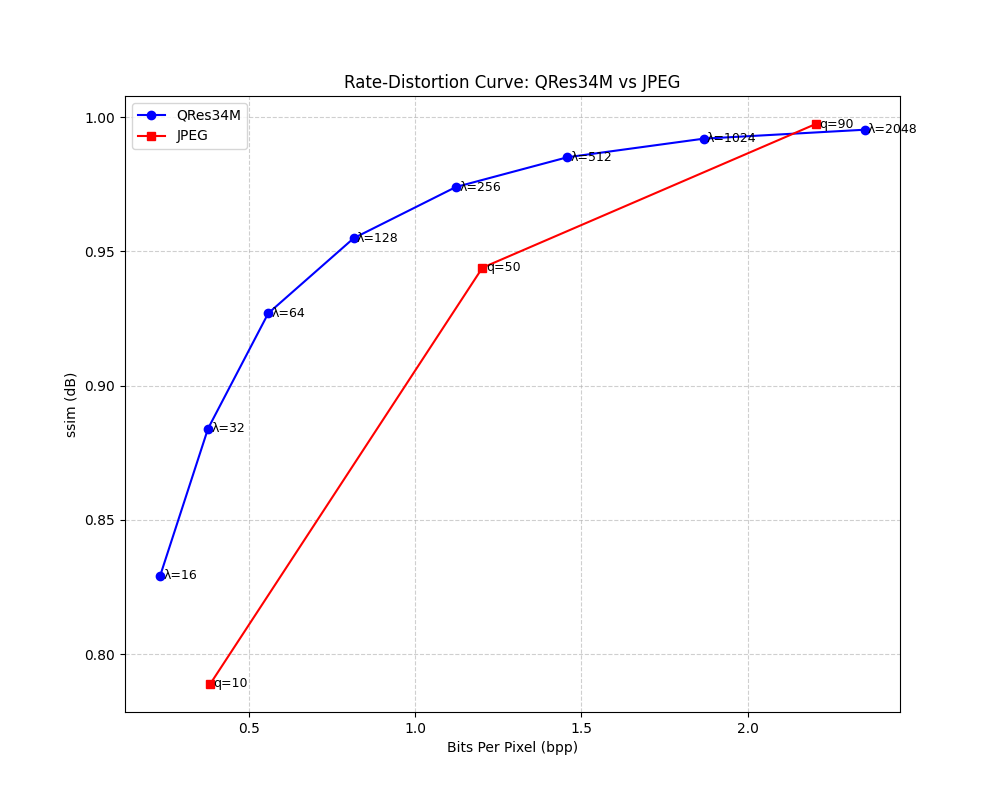 Rate-Distortion Curve: QRes34M vs JPEG
QRes34M
JPEG
1.00
0.95
0.90
0.85
0.80
ssim (dB)
λ=16
λ=32
λ=64
λ=128
λ=256
λ=512
λ=1024
λ=2048
q=10
q=50
q=90
0.5
1.0
1.5
2.0
Bits Per Pixel (bpp)